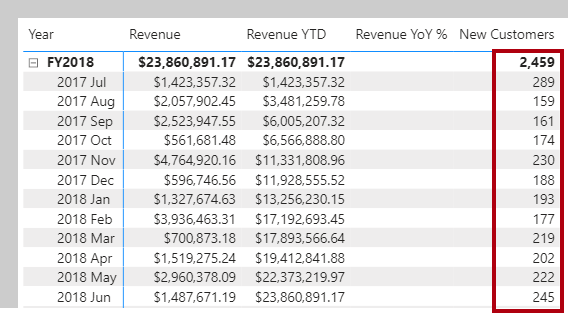 Year Revenue Revenue YTD Revenue YoY % New Customers
FY2018 $23,860,891.17 $23,860,891.17 2,459
2017 Jul $1,423,357.32 $1,423,357.32 289
2017 Aug $2,057,902.45 $3,481,259.78 159
2017 Sep $2,523,947.55 $6,005,207.32 161
2017 Oct $561,681.48 $6,566,888.80 174
2017 Nov $4,764,920.16 $11,331,808.96 230
2017 Dec $596,746.56 $11,928,555.52 188
2018 Jan $1,327,674.63 $13,256,230.15 193
2018 Feb $3,936,463.31 $17,192,693.45 177
2018 Mar $700,873.18 $17,893,566.64 219
2018 Apr $1,519,275.24 $19,412,841.88 202
2018 May $2,960,378.09 $22,373,219.97 222
2018 Jun $1,487,671.19 $23,860,891.17 245